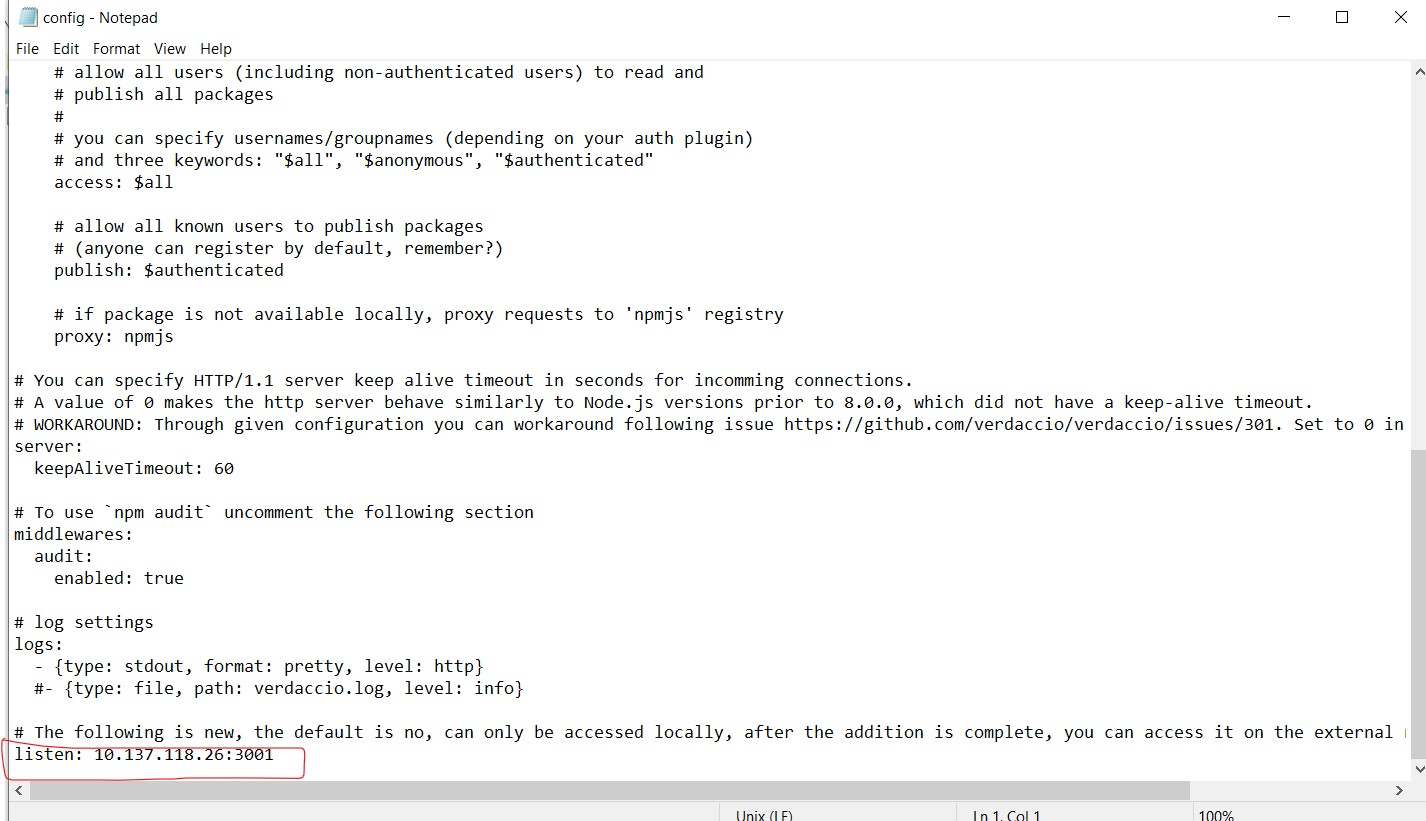 config - Notepad
File Edit Format View Help
# allow all users (including non-authenticated users) to read and
# publish all packages
#
# you can specify usernames/groupnames (depending on your auth plugin)
# and three keywords: "$all", "$anonymous", "$authenticated"
access: $all
# allow all known users to publish packages
# (anyone can register by default, remember?)
publish: $authenticated
# if package is not available locally, proxy requests to 'npmjs' registry
proxy: npmjs
# You can specify HTTP/1.1 server keep alive timeout in seconds for incomming connections.
# A value of 0 makes the http server behave similarly to Node.js versions prior to 8.0.0, which did not have a keep-alive timeout.
# WORKAROUND: Through given configuration you can workaround following issue https://github.com/verdaccio/verdaccio/issues/301. Set to 0 in
server:
keepAliveTimeout: 60
# To use `npm audit` uncomment the following section
middlewares:
audit:
enabled: true
# log settings
logs:
- {type: stdout, format: pretty, level: http}
#- {type: file, path: verdaccio.log, level: info}
# The following is new, the default is no, can only be accessed locally, after the addition is complete, you can access it on the external
listen: 10.137.118.26:3001
Unix (LF) Ln 1, Col 1 100%